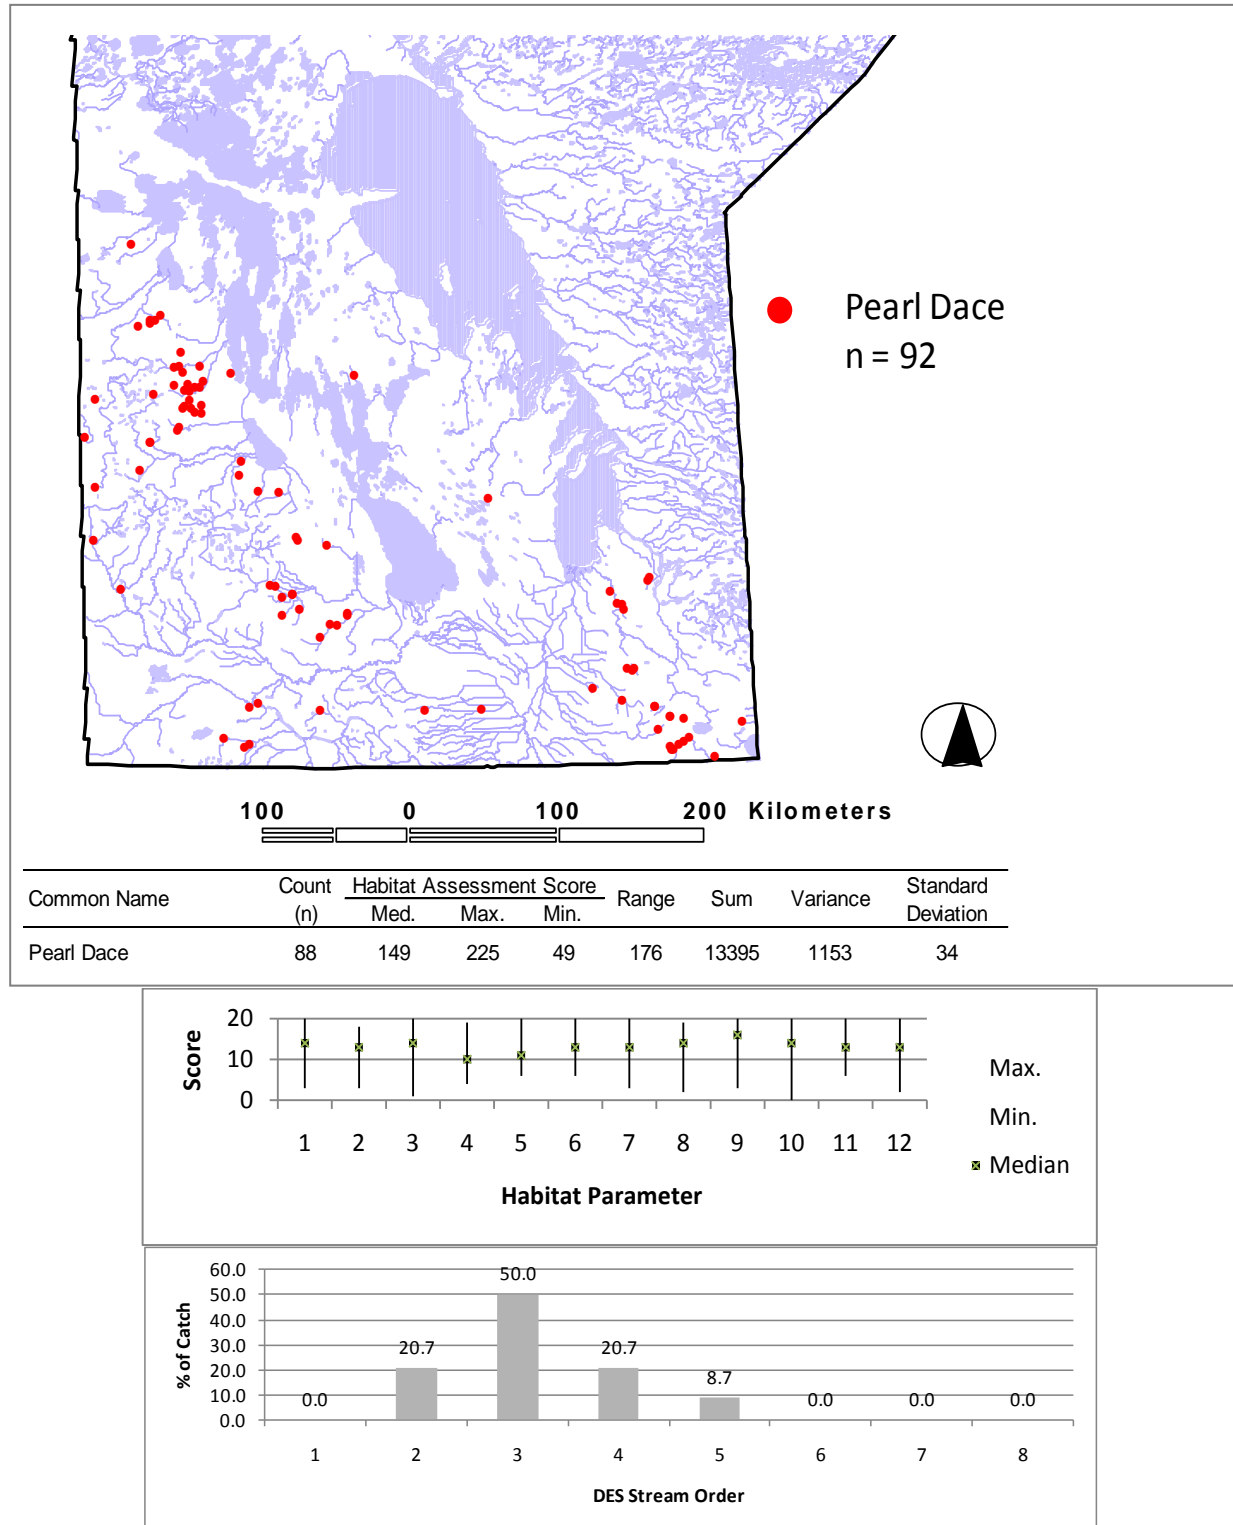 Pearl Dace
n = 92
100 0 100 200 Kilometers
Common Name Count (n) Habitat Assessment Score Med. Max. Min. Range Sum Variance Standard Deviation
Pearl Dace 88 149 225 49 176 13395 1153 34
Score
20
10
0
1 2 3 4 5 6 7 8 9 10 11 12
Habitat Parameter
Max.
Min.
Median
% of Catch
60.0
50.0
40.0
30.0
20.0
10.0
0.0
0.0 20.7 50.0 20.7 8.7 0.0 0.0 0.0
1 2 3 4 5 6 7 8
DES Stream Order